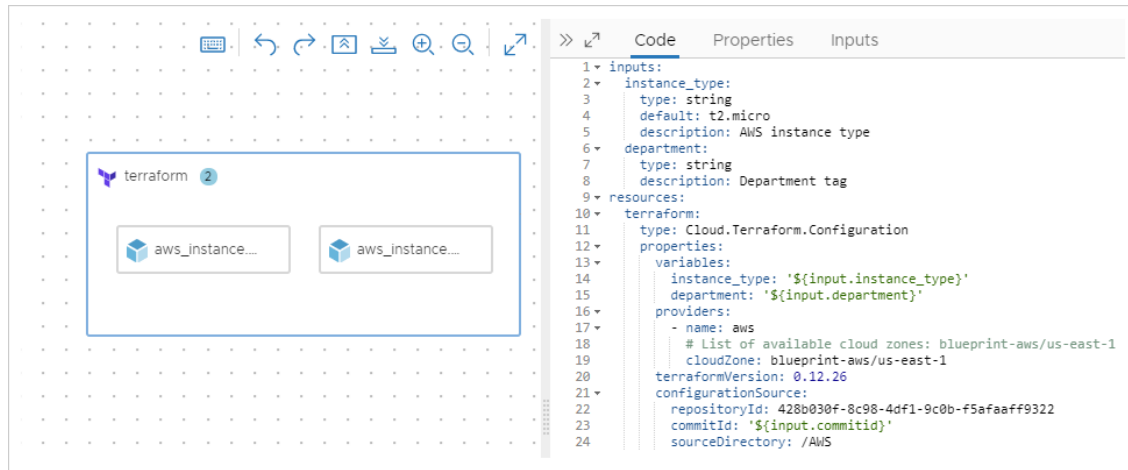 Code Properties Inputs
terraform 2
aws_instance.... aws_instance....
1 inputs:
2 instance_type:
3 type: string
4 default: t2.micro
5 description: AWS instance type
6 department:
7 type: string
8 description: Department tag
9 resources:
10 terraform:
11 type: Cloud.Terraform.Configuration
12 properties:
13 variables:
14 instance_type: '${input.instance_type}'
15 department: '${input.department}'
16 providers:
17 - name: aws
18 # List of available cloud zones: blueprint-aws/us-east-1
19 cloudZone: blueprint-aws/us-east-1
20 terraformVersion: 0.12.26
21 configurationSource:
22 repositoryId: 428b030f-8c98-4df1-9c0b-f5afaaff9322
23 commitId: '${input.commitid}'
24 sourceDirectory: /AWS